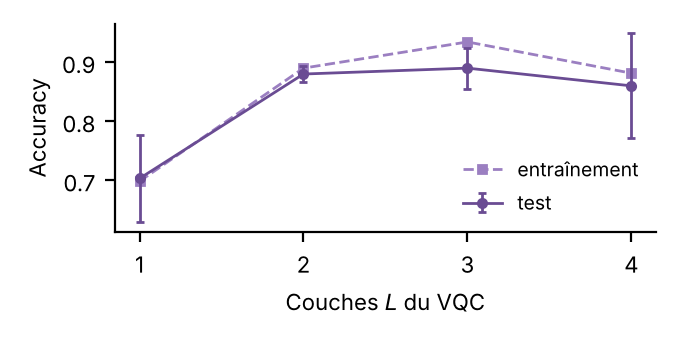 Accuracy
0.9
0.8
0.7
entraînement
test
1 2 3 4
Couches L du VQC